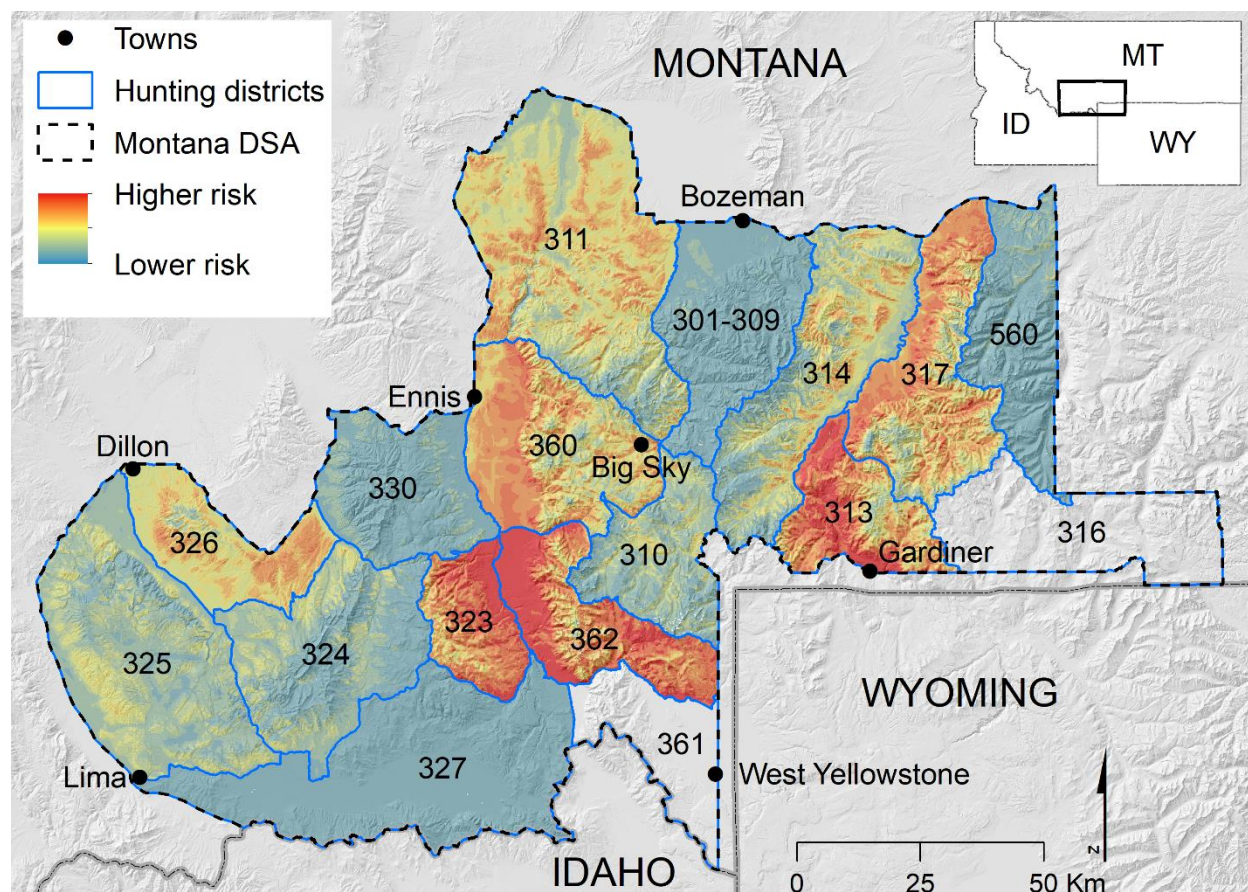 Towns
Hunting districts
Montana DSA
Higher risk
Lower risk
MONTANA
MT
ID
WY
Bozeman
311
301-309
560
314
317
Ennis
360
Big Sky
Dillon
330
326
310
313
Gardiner
316
323
362
324
325
WYOMING
361
327
Lima
West Yellowstone
IDAHO
z
0
25
50 Km